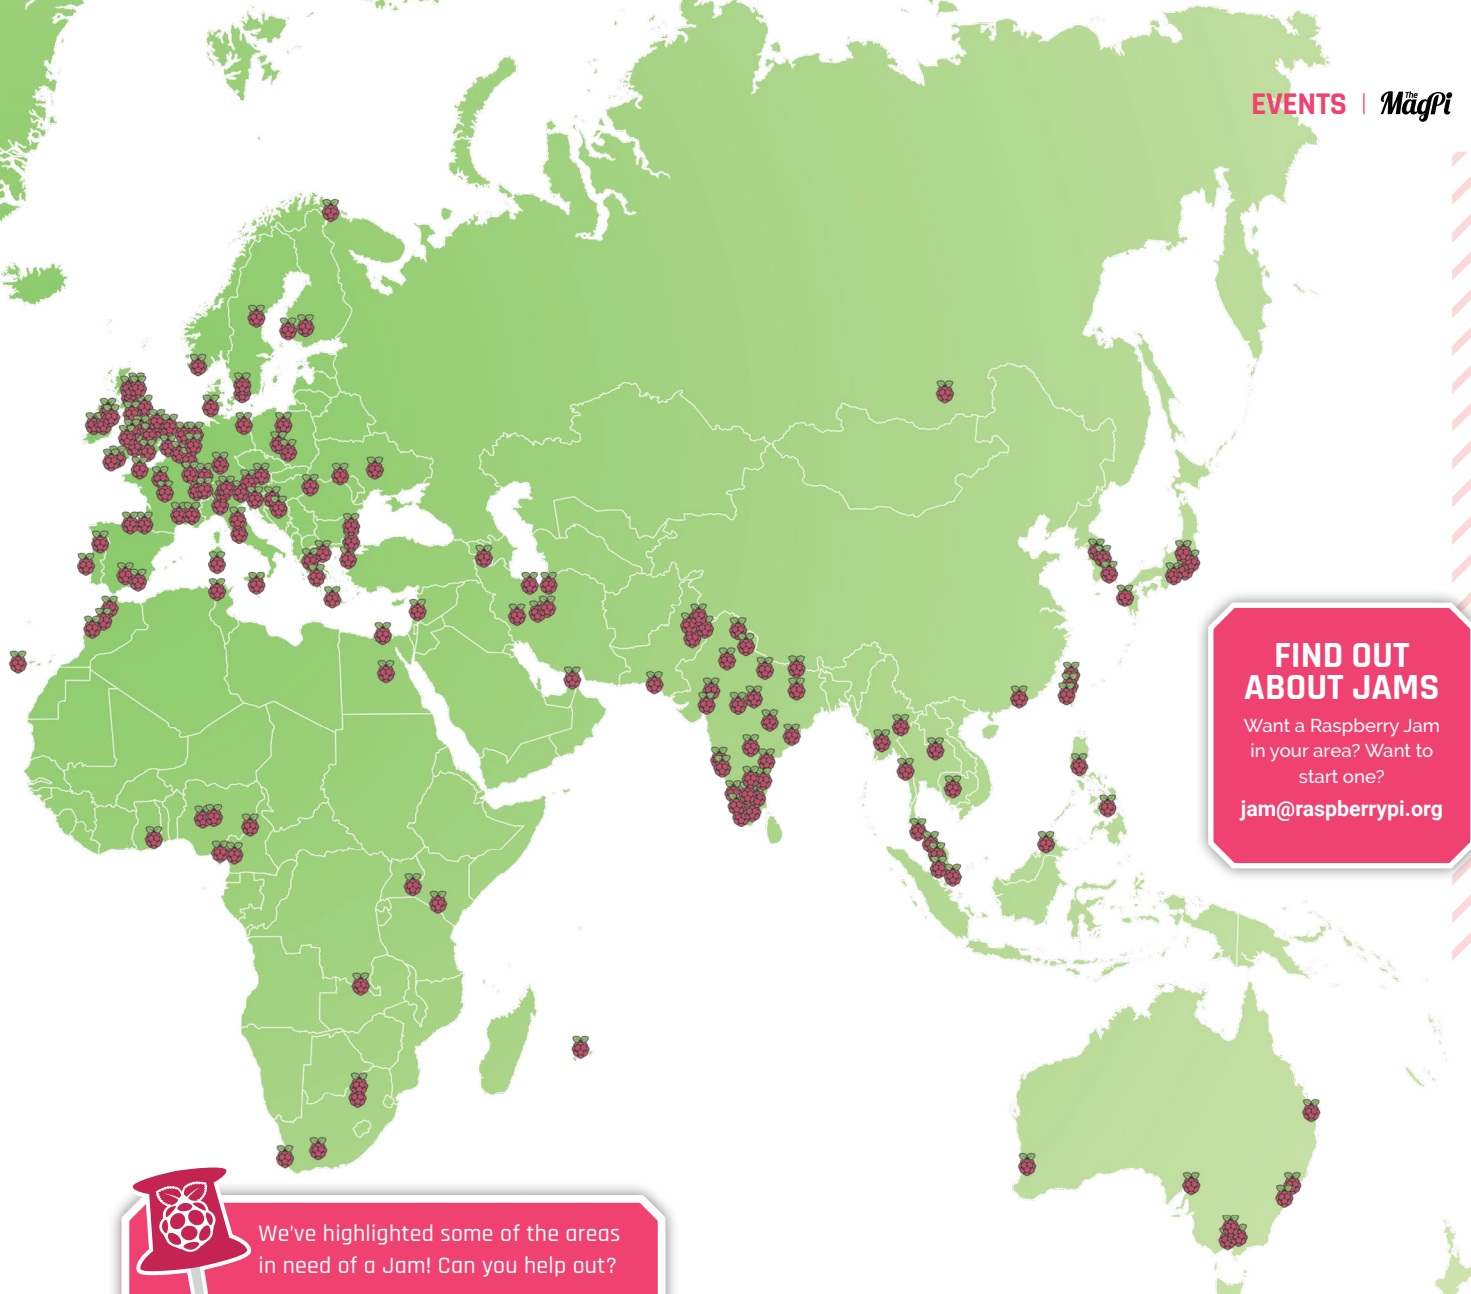 EVENTS | The MagPi
FIND OUT
ABOUT JAMS
Want a Raspberry Jam
in your area? Want to
start one?
jam@raspberrypi.org
We've highlighted some of the areas
in need of a Jam! Can you help out?